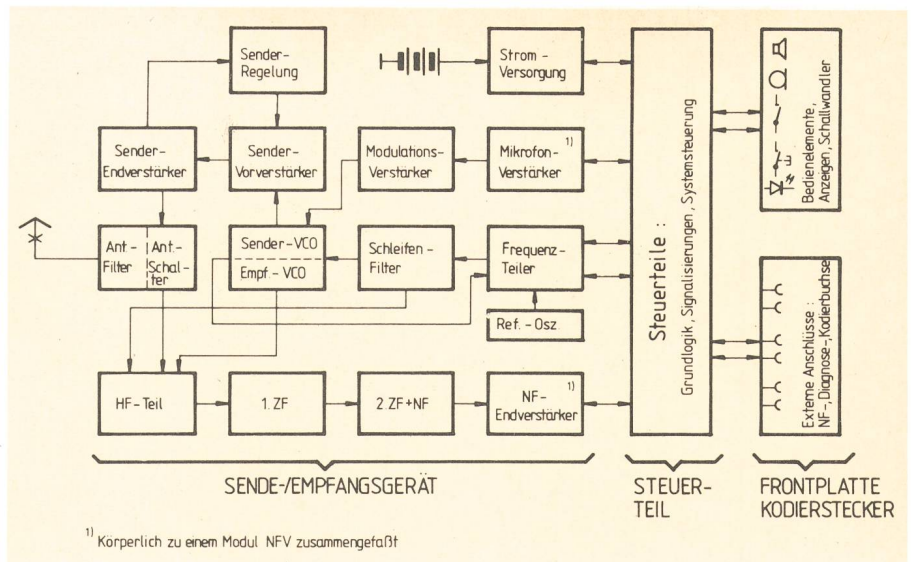 Sender-
Regelung
Strom-
Versorgung
Sender-
Endverstärker
Sender-
Vorverstärker
Modulations-
Verstärker
1)
Mikrofon-
Verstärker
Ant.-
Filter
Ant.-
Schal-
ter
Sender-VCO
Empf.-VCO
Schleifen-
Filter
Frequenz-
Teiler
Ref.-Osz
HF-Teil
1. ZF
2. ZF+NF
1)
NF-
Endverstärker
Steuerteile :
Grundlogik, Signalisierungen, Systemsteuerung
Bedienelemente,
Anzeigen, Schallwandler
Externe Anschlüsse :
NF-, Diagnose-, Kodierbuchse
SENDE-/EMPFANGSGERÄT
STEUER-
TEIL
FRONTPLATTE
KODIERSTECKER
1) Körperlich zu einem Modul NFV zusammengefaßt